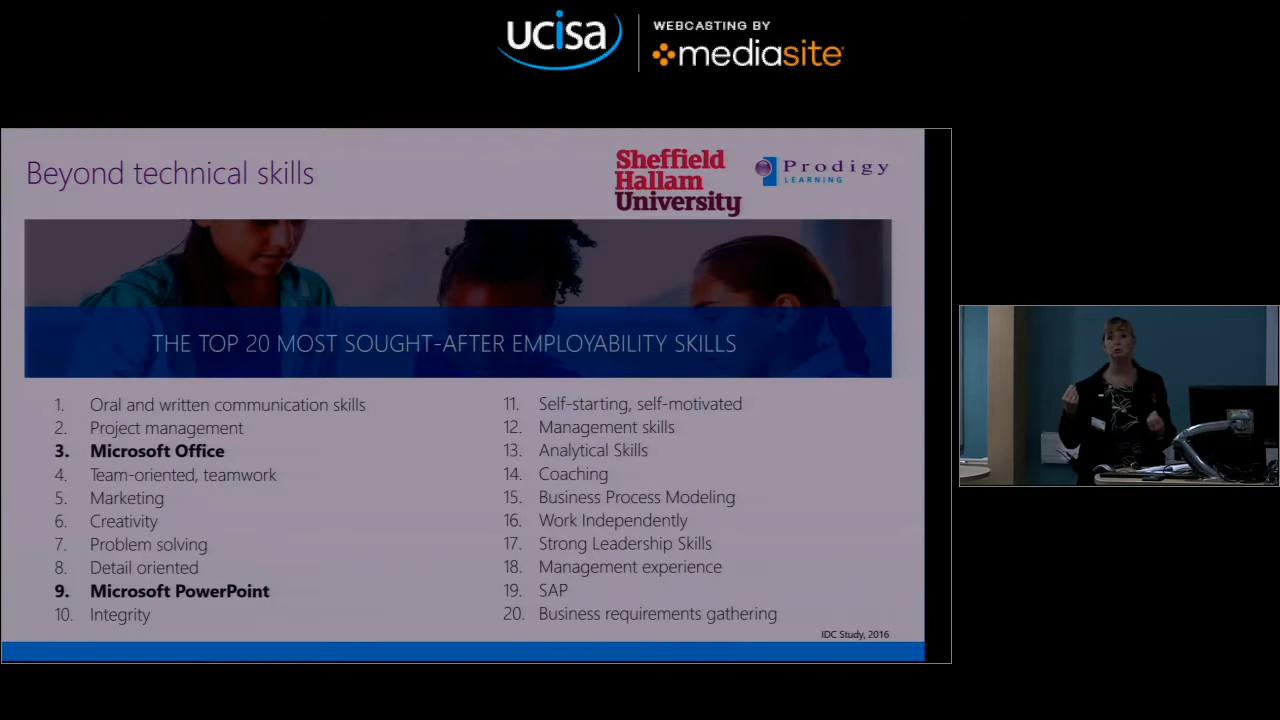 ucisa
WEBCASTING BY
mediasite
Beyond technical skills
Sheffield
Hallam
University
Prodigy
LEARNING
THE TOP 20 MOST SOUGHT-AFTER EMPLOYABILITY SKILLS
1. Oral and written communication skills
2. Project management
3. Microsoft Office
4. Team-oriented, teamwork
5. Marketing
6. Creativity
7. Problem solving
8. Detail oriented
9. Microsoft PowerPoint
10. Integrity
11. Self-starting, self-motivated
12. Management skills
13. Analytical Skills
14. Coaching
15. Business Process Modeling
16. Work Independently
17. Strong Leadership Skills
18. Management experience
19. SAP
20. Business requirements gathering
IDC Study, 2016